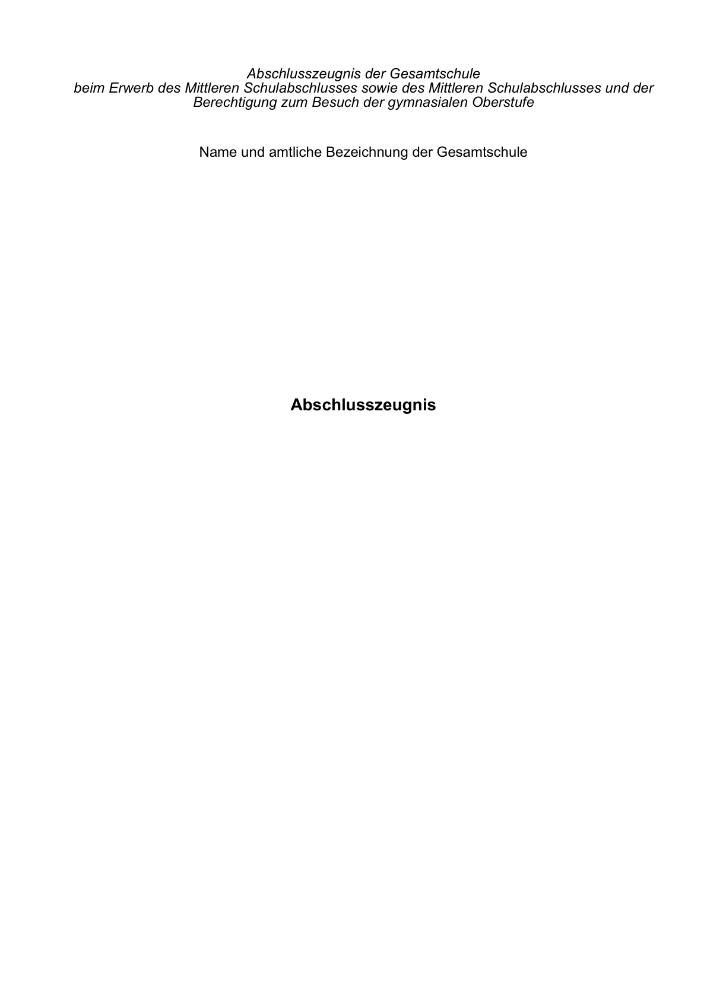 Abschlusszeugnis der Gesamtschule
beim Erwerb des Mittleren Schulabschlusses sowie des Mittleren Schulabschlusses und der
Berechtigung zum Besuch der gymnasialen Oberstufe
Name und amtliche Bezeichnung der Gesamtschule
Abschlusszeugnis